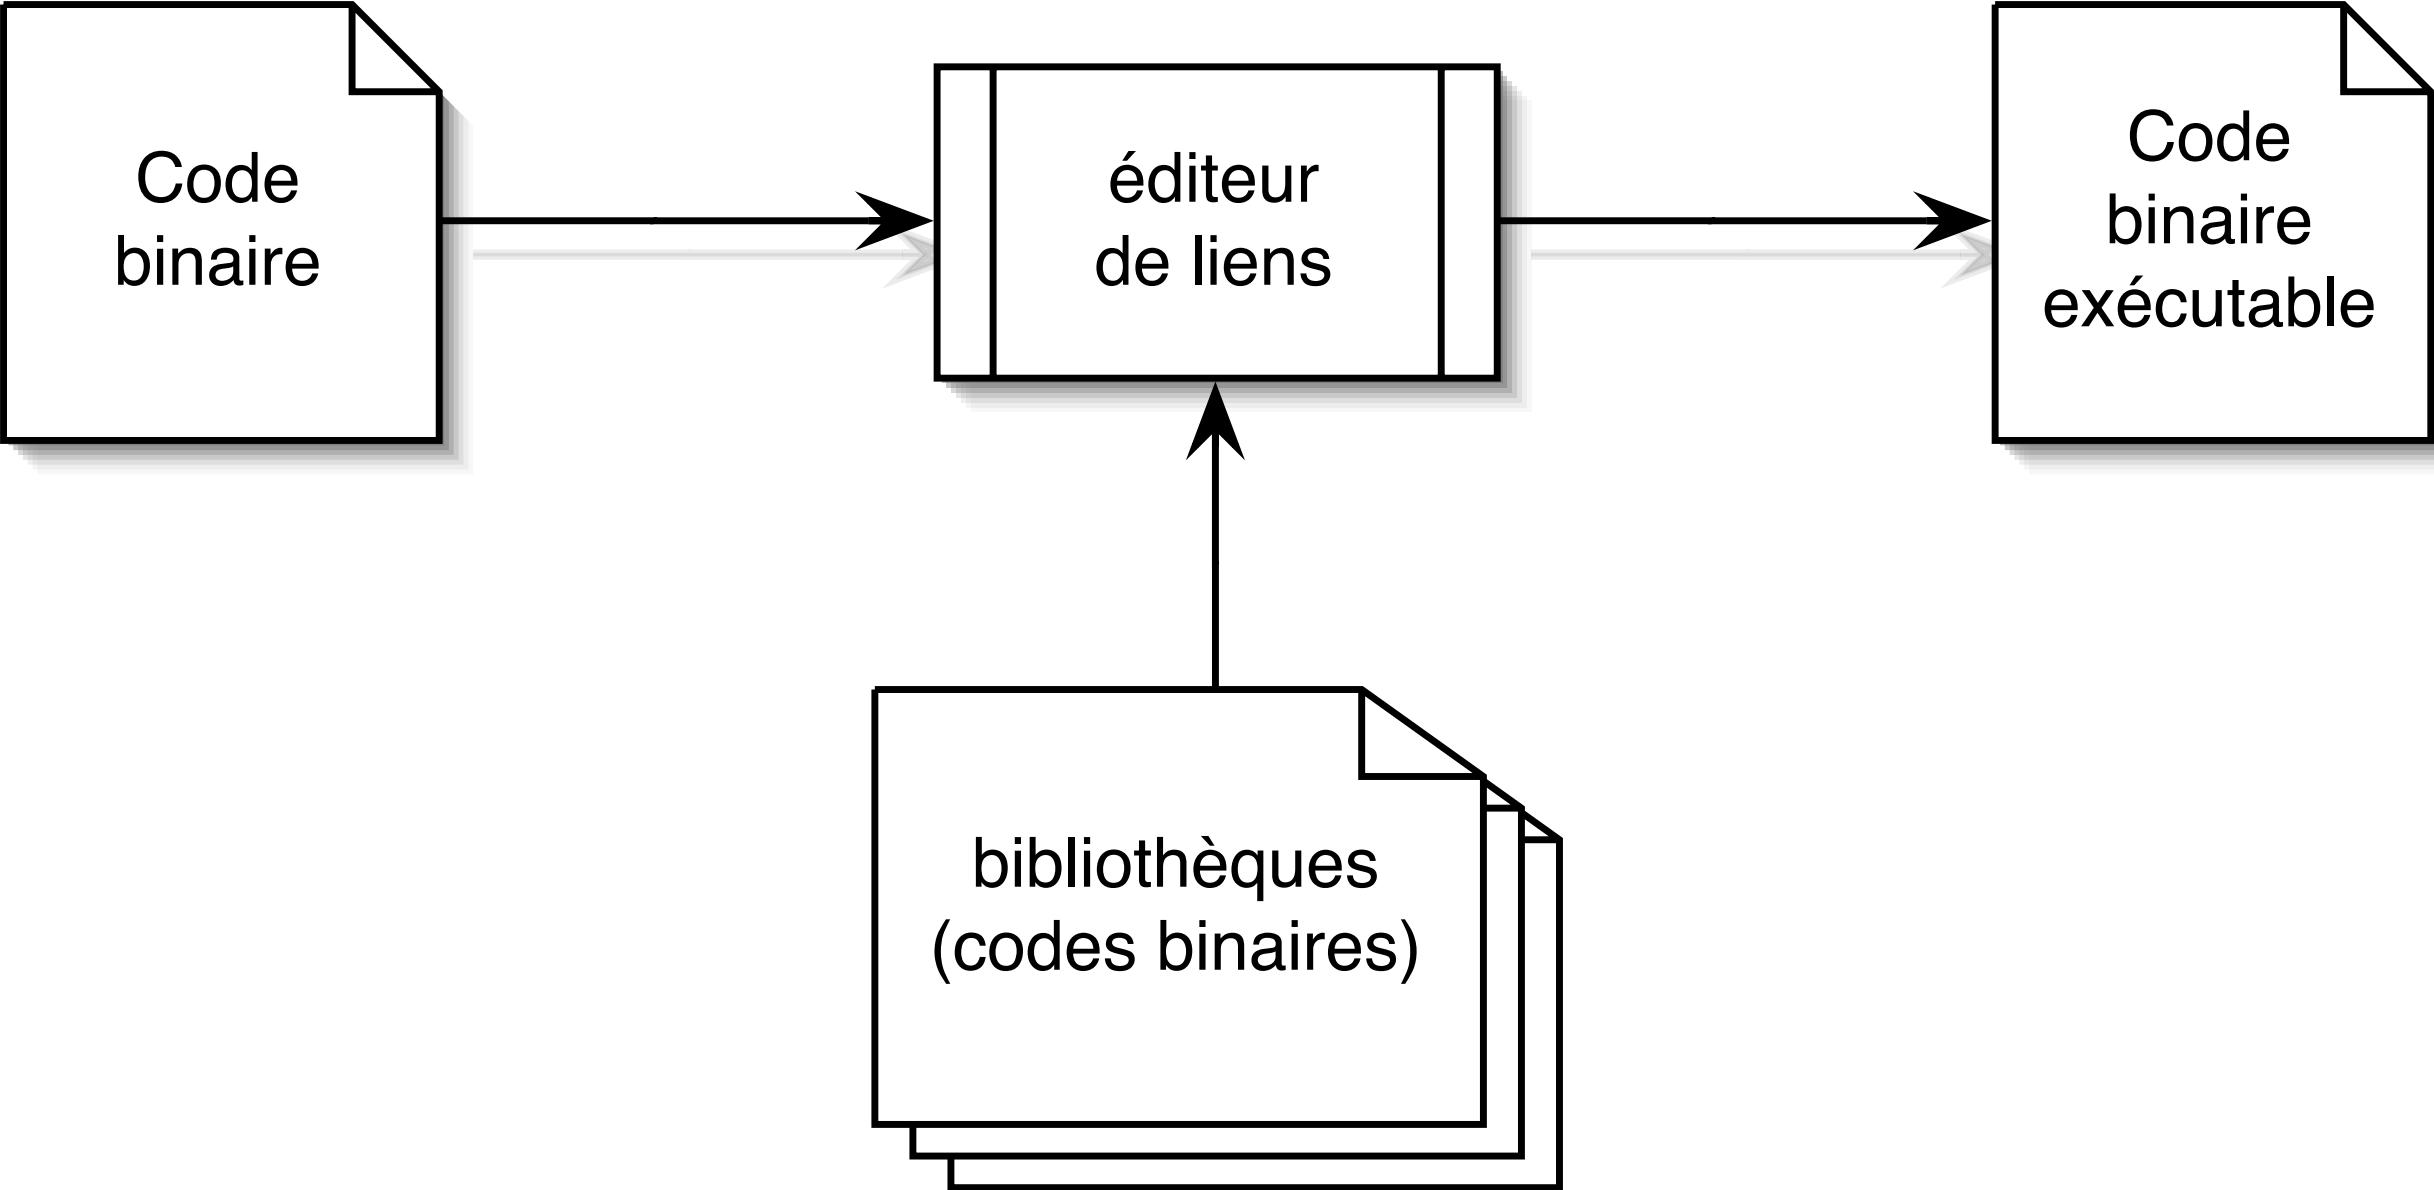 Code
binaire
éditeur
de liens
Code
binaire
exécutable
bibliothèques
(codes binaires)